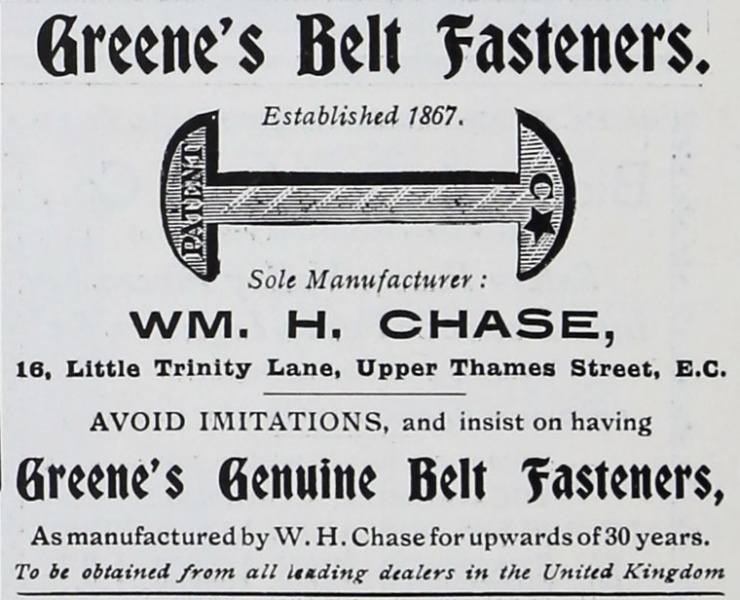 Greene's Belt Fasteners.
Established 1867.
PATENT
C★
Sole Manufacturer:
WM. H. CHASE,
16, Little Trinity Lane, Upper Thames Street, E.C.
AVOID IMITATIONS, and insist on having
Greene's Genuine Belt Fasteners,
As manufactured by W. H. Chase for upwards of 30 years.
To be obtained from all leading dealers in the United Kingdom